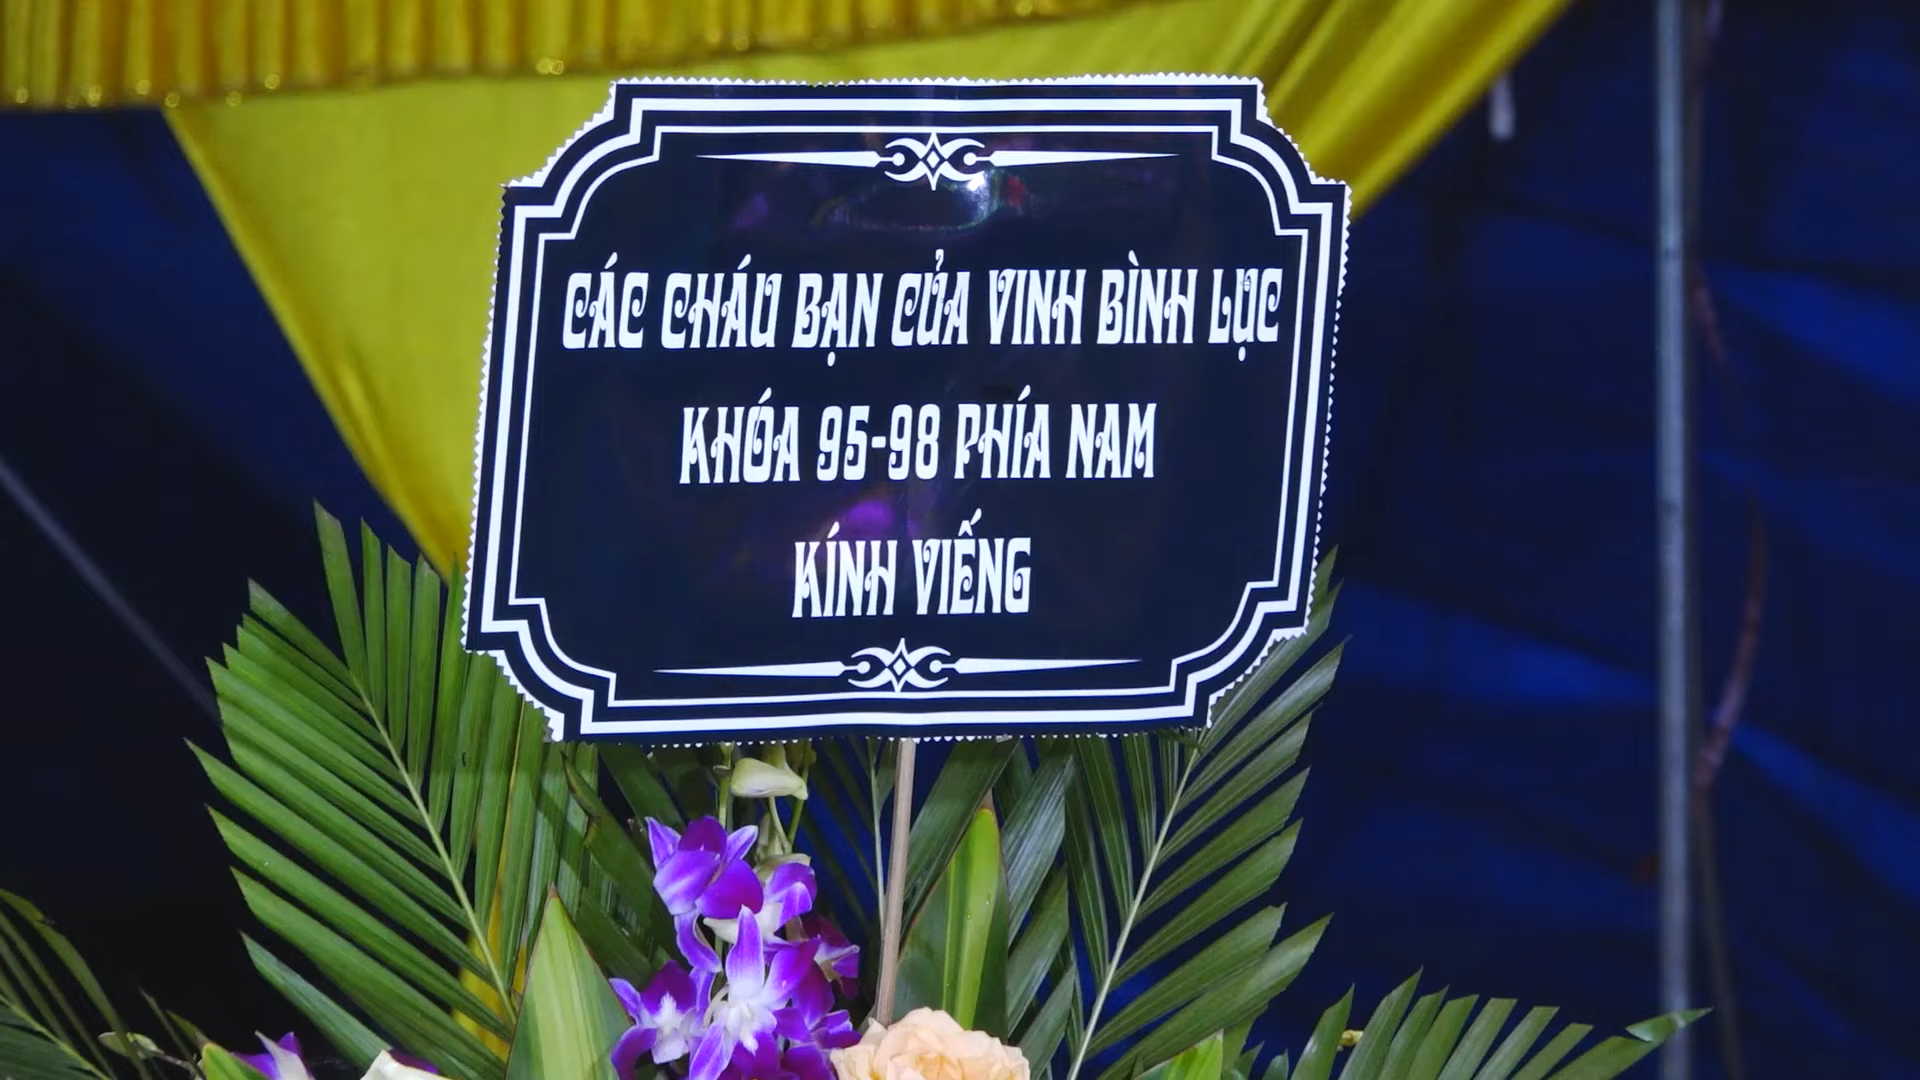 CÁC CHÁU BẠN CỦA VINH BÌNH LỤC
KHÓA 95-98 PHÍA NAM
KÍNH VIẾNG